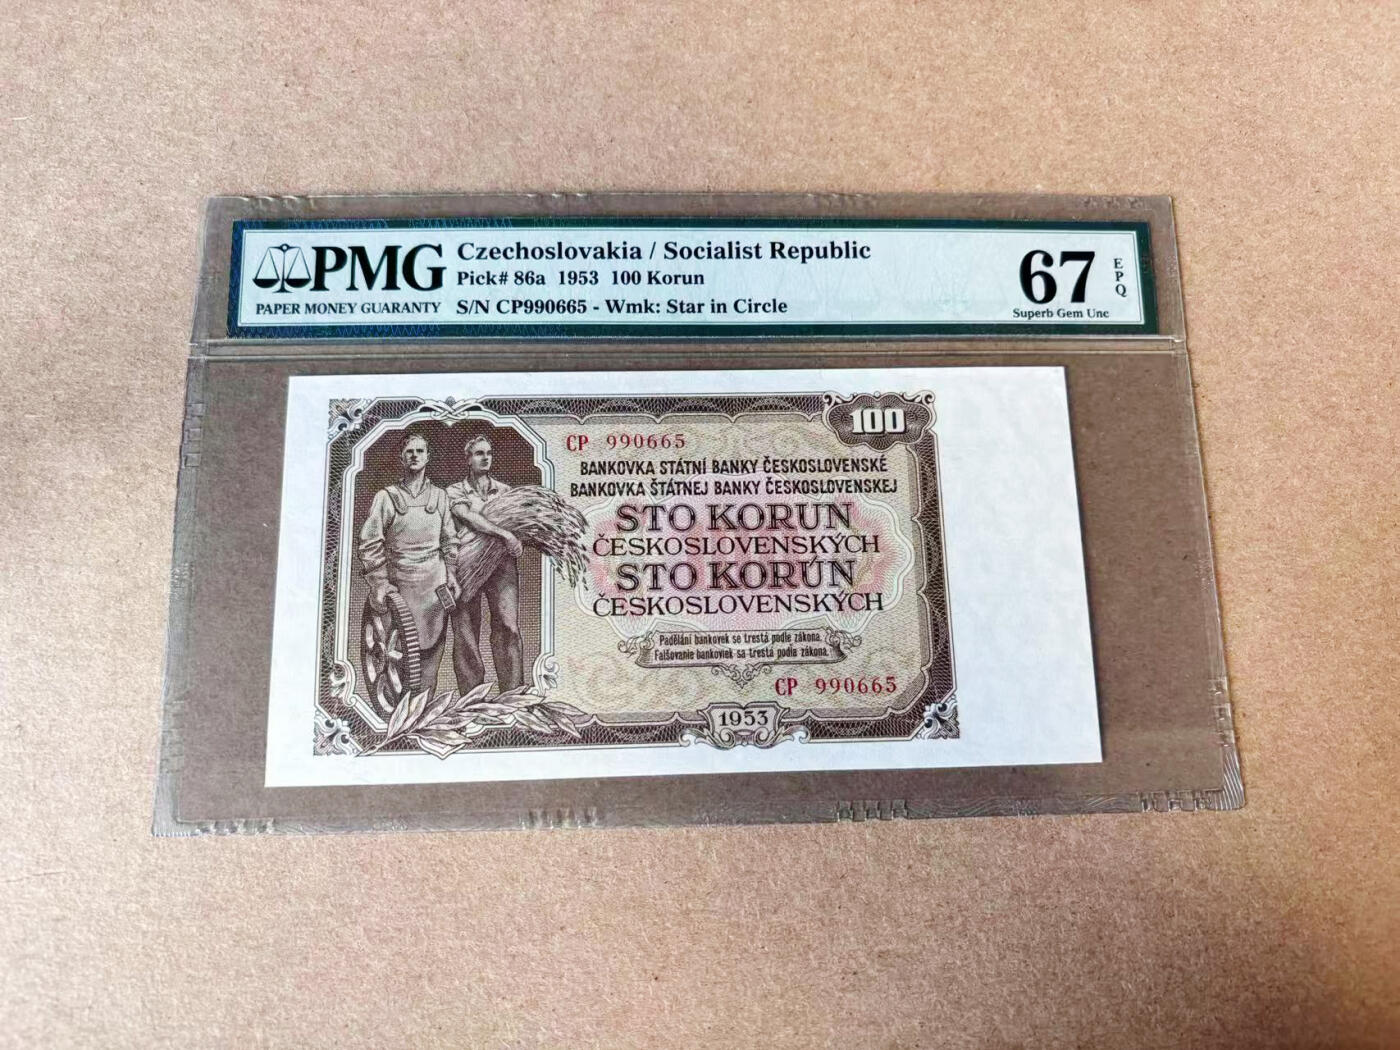 PMG
PAPER MONEY GUARANTY
Czechoslovakia / Socialist Republic
Pick# 86a 1953 100 Korun
S/N CP990665 - Wmk: Star in Circle
67
EPQ
Superb Gem Unc
100
CP 990665
BANKOVKA STÁTNÍ BANKY ČESKOSLOVENSKÉ
BANKOVKA ŠTÁTNEJ BANKY ČESKOSLOVENSKEJ
STO KORUN
ČESKOSLOVENSKÝCH
STO KORÚN
ČESKOSLOVENSKÝCH
Padělání bankovek se trestá podle zákona.
Falšovanie bankoviek sa trestá podľa zákona.
CP 990665
1953